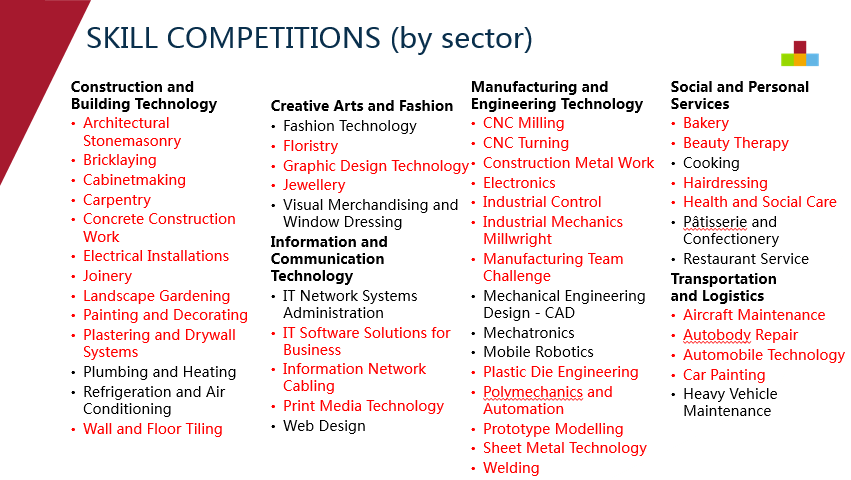 SKILL COMPETITIONS (by sector)
Construction and
Building Technology
• Architectural
Stonemasonry
• Bricklaying
• Cabinetmaking
• Carpentry
• Concrete Construction
Work
• Electrical Installations
• Joinery
• Landscape Gardening
• Painting and Decorating
• Plastering and Drywall
Systems
• Plumbing and Heating
• Refrigeration and Air
Conditioning
• Wall and Floor Tiling
Creative Arts and Fashion
• Fashion Technology
• Floristry
• Graphic Design Technology
• Jewellery
• Visual Merchandising and
Window Dressing
Information and
Communication
Technology
• IT Network Systems
Administration
• IT Software Solutions for
Business
• Information Network
Cabling
• Print Media Technology
• Web Design
Manufacturing and
Engineering Technology
• CNC Milling
• CNC Turning
• Construction Metal Work
• Electronics
• Industrial Control
• Industrial Mechanics
Millwright
• Manufacturing Team
Challenge
• Mechanical Engineering
Design - CAD
• Mechatronics
• Mobile Robotics
• Plastic Die Engineering
• Polymechanics and
Automation
• Prototype Modelling
• Sheet Metal Technology
• Welding
Social and Personal
Services
• Bakery
• Beauty Therapy
• Cooking
• Hairdressing
• Health and Social Care
• Pâtisserie and
Confectionery
• Restaurant Service
Transportation
and Logistics
• Aircraft Maintenance
• Autobody Repair
• Automobile Technology
• Car Painting
• Heavy Vehicle
Maintenance